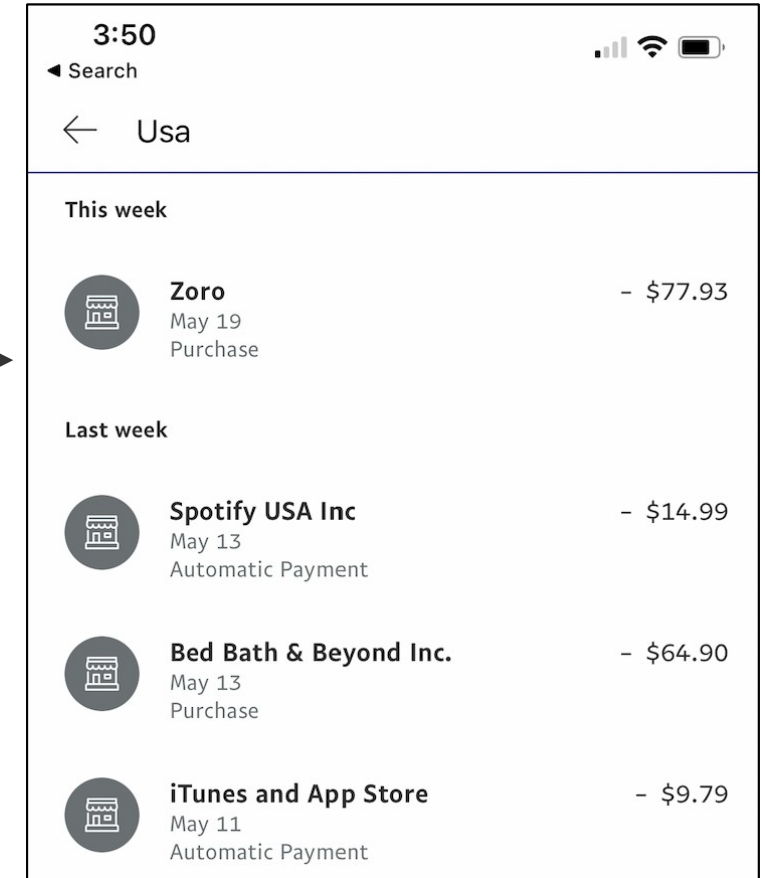 3:50
◀ Search
← Usa
This week
Zoro - $77.93
May 19
Purchase
Last week
Spotify USA Inc - $14.99
May 13
Automatic Payment
Bed Bath & Beyond Inc. - $64.90
May 13
Purchase
iTunes and App Store - $9.79
May 11
Automatic Payment